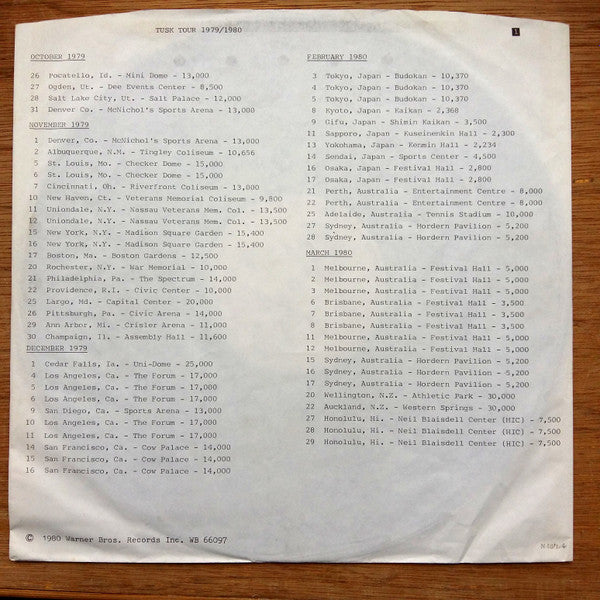 TUSK TOUR 1979/1980
1
OCTOBER 1979
26 Pocatello, Id. - Mini Dome - 13,000
27 Ogden, Ut. - Dee Events Center - 8,500
28 Salt Lake City, Ut. - Salt Palace - 12,000
31 Denver Co. - McNichol's Sports Arena - 13,000
NOVEMBER 1979
1 Denver, Co. - McNichol's Sports Arena - 13,000
2 Albuquerque, N.M. - Tingley Coliseum - 10,656
5 St. Louis, Mo. - Checker Dome - 15,000
6 St. Louis, Mo. - Checker Dome - 15,000
7 Cincinnati, Oh. - Riverfront Coliseum - 13,000
10 New Haven, Ct. - Veterans Memorial Coliseum - 9,800
11 Uniondale, N.Y. - Nassau Veterans Mem. Col. - 13,500
12 Uniondale, N.Y. - Nassau Veterans Mem. Col. - 13,500
15 New York, N.Y. - Madison Square Garden - 15,400
16 New York, N.Y. - Madison Square Garden - 15,400
17 Boston, Ma. - Boston Gardens - 12,500
20 Rochester, N.Y. - War Memorial - 10,000
21 Philadelphia, Pa. - The Spectrum - 14,000
22 Providence, R.I. - Civic Center - 10,000
25 Largo, Md. - Capital Center - 20,000
26 Pittsburgh, Pa. - Civic Arena - 14,000
29 Ann Arbor, Mi. - Crisler Arena - 11,000
30 Champaign, Il. - Assembly Hall - 11,600
DECEMBER 1979
1 Cedar Falls, Ia. - Uni-Dome - 25,000
4 Los Angeles, Ca. - The Forum - 17,000
5 Los Angeles, Ca. - The Forum - 17,000
6 Los Angeles, Ca. - The Forum - 17,000
9 San Diego, Ca. - Sports Arena - 13,000
10 Los Angeles, Ca. - The Forum - 17,000
11 Los Angeles, Ca. - The Forum - 17,000
14 San Francisco, Ca. - Cow Palace - 14,000
15 San Francisco, Ca. - Cow Palace - 14,000
16 San Francisco, Ca. - Cow Palace - 14,000
FEBRUARY 1980
3 Tokyo, Japan - Budokan - 10,370
4 Tokyo, Japan - Budokan - 10,370
5 Tokyo, Japan - Budokan - 10,370
8 Kyoto, Japan - Kaikan - 2,368
9 Gifu, Japan - Shimin Kaikan - 3,500
11 Sapporo, Japan - Kuseinenkin Hall - 2,300
13 Yokohama, Japan - Kenmin Hall - 2,234
14 Sendai, Japan - Sports Center - 4,500
16 Osaka, Japan - Festival Hall - 2,800
17 Osaka, Japan - Festival Hall - 2,800
21 Perth, Australia - Entertainment Centre - 8,000
22 Perth, Australia - Entertainment Centre - 8,000
25 Adelaide, Australia - Tennis Stadium - 10,000
27 Sydney, Australia - Hordern Pavilion - 5,200
28 Sydney, Australia - Hordern Pavilion - 5,200
MARCH 1980
1 Melbourne, Australia - Festival Hall - 5,000
2 Melbourne, Australia - Festival Hall - 5,000
3 Melbourne, Australia - Festival Hall - 5,000
6 Brisbane, Australia - Festival Hall - 3,500
7 Brisbane, Australia - Festival Hall - 3,500
8 Brisbane, Australia - Festival Hall - 3,500
11 Melbourne, Australia - Festival Hall - 5,000
12 Melbourne, Australia - Festival Hall - 5,000
15 Sydney, Australia - Hordern Pavilion - 5,200
16 Sydney, Australia - Hordern Pavilion - 5,200
17 Sydney, Australia - Hordern Pavilion - 5,200
20 Wellington, N.Z. - Athletic Park - 30,000
22 Auckland, N.Z. - Western Springs - 30,000
27 Honolulu, Hi. - Neil Blaisdell Center (HIC) - 7,500
28 Honolulu, Hi. - Neil Blaisdell Center (HIC) - 7,500
29 Honolulu, Hi. - Neil Blaisdell Center (HIC) - 7,500
© 1980 Warner Bros. Records Inc. WB 66097